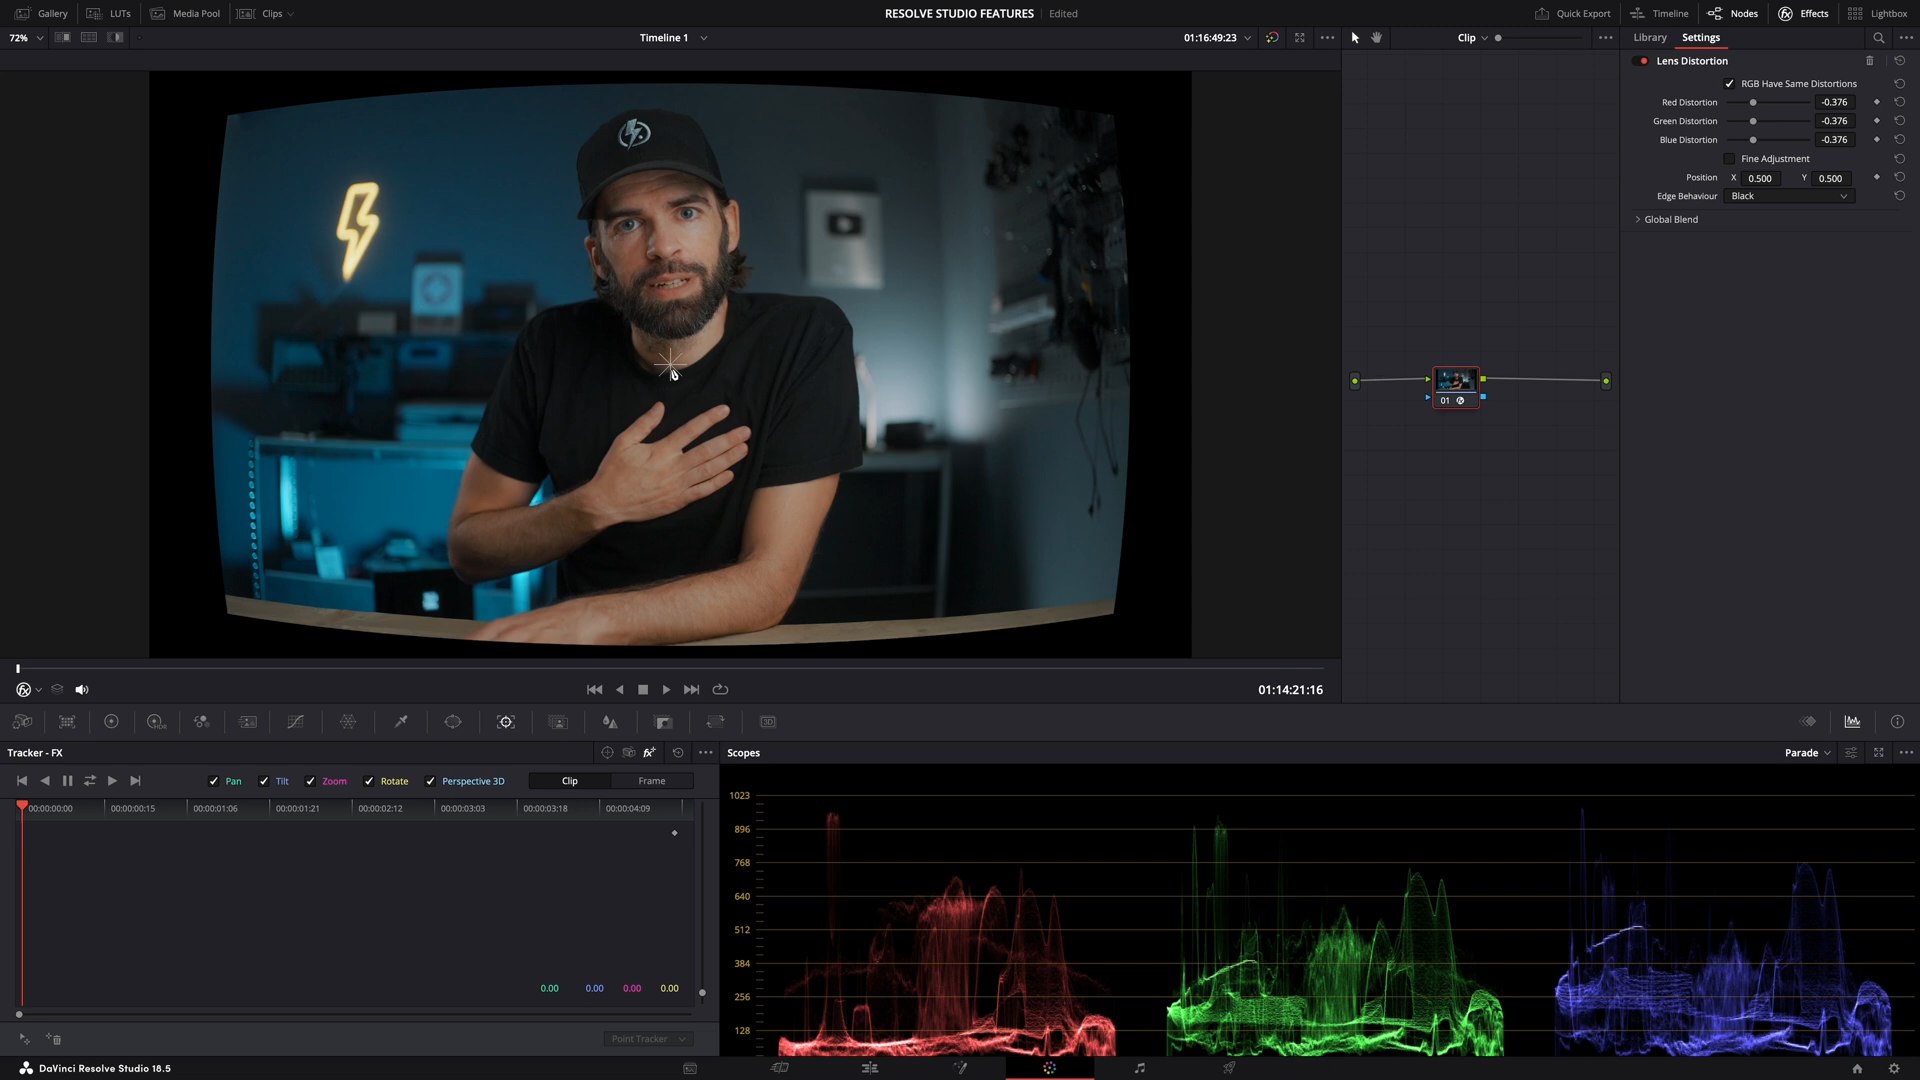 Gallery LUTs Media Pool Clips RESOLVE STUDIO FEATURES Edited Quick Export Timeline Nodes Effects Lightbox
72% Timeline 1 01:16:49:23 Clip Library Settings
Lens Distortion
RGB Have Same Distortions
Red Distortion -0.376
Green Distortion -0.376
Blue Distortion -0.376
Fine Adjustment
Position X 0.500 Y 0.500
Edge Behaviour Black
Global Blend
01
01:14:21:16
HDR
3D
Tracker - FX
Scopes
Parade
Pan Tilt Zoom Rotate Perspective 3D Clip Frame
00:00:00:00 00:00:00:15 00:00:01:06 00:00:01:21 00:00:02:12 00:00:03:03 00:00:03:18 00:00:04:09
0.00 0.00 0.00 0.00
Point Tracker
1023
896
768
640
512
384
256
128
DaVinci Resolve Studio 18.5